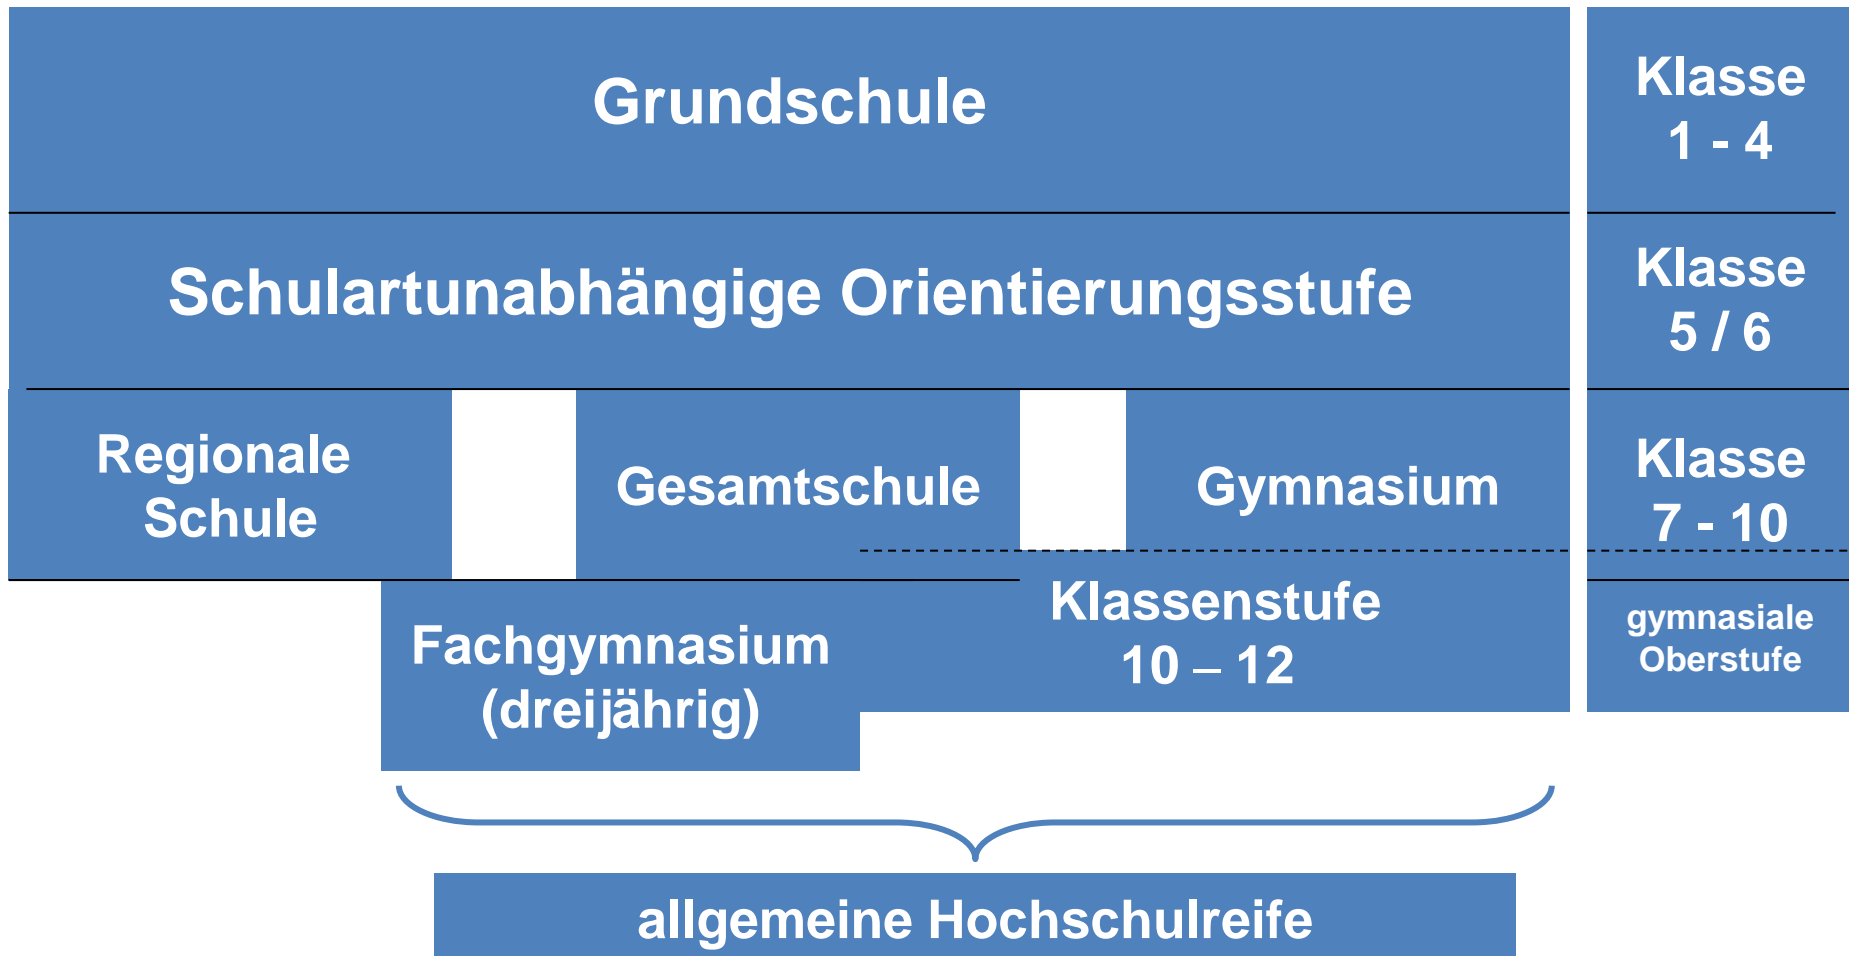 Grundschule
Klasse
1 - 4
Schulartunabhängige Orientierungsstufe
Klasse
5 / 6
Regionale
Schule
Gesamtschule
Gymnasium
Klasse
7 - 10
Fachgymnasium
(dreijährig)
Klassenstufe
10 – 12
gymnasiale
Oberstufe
allgemeine Hochschulreife